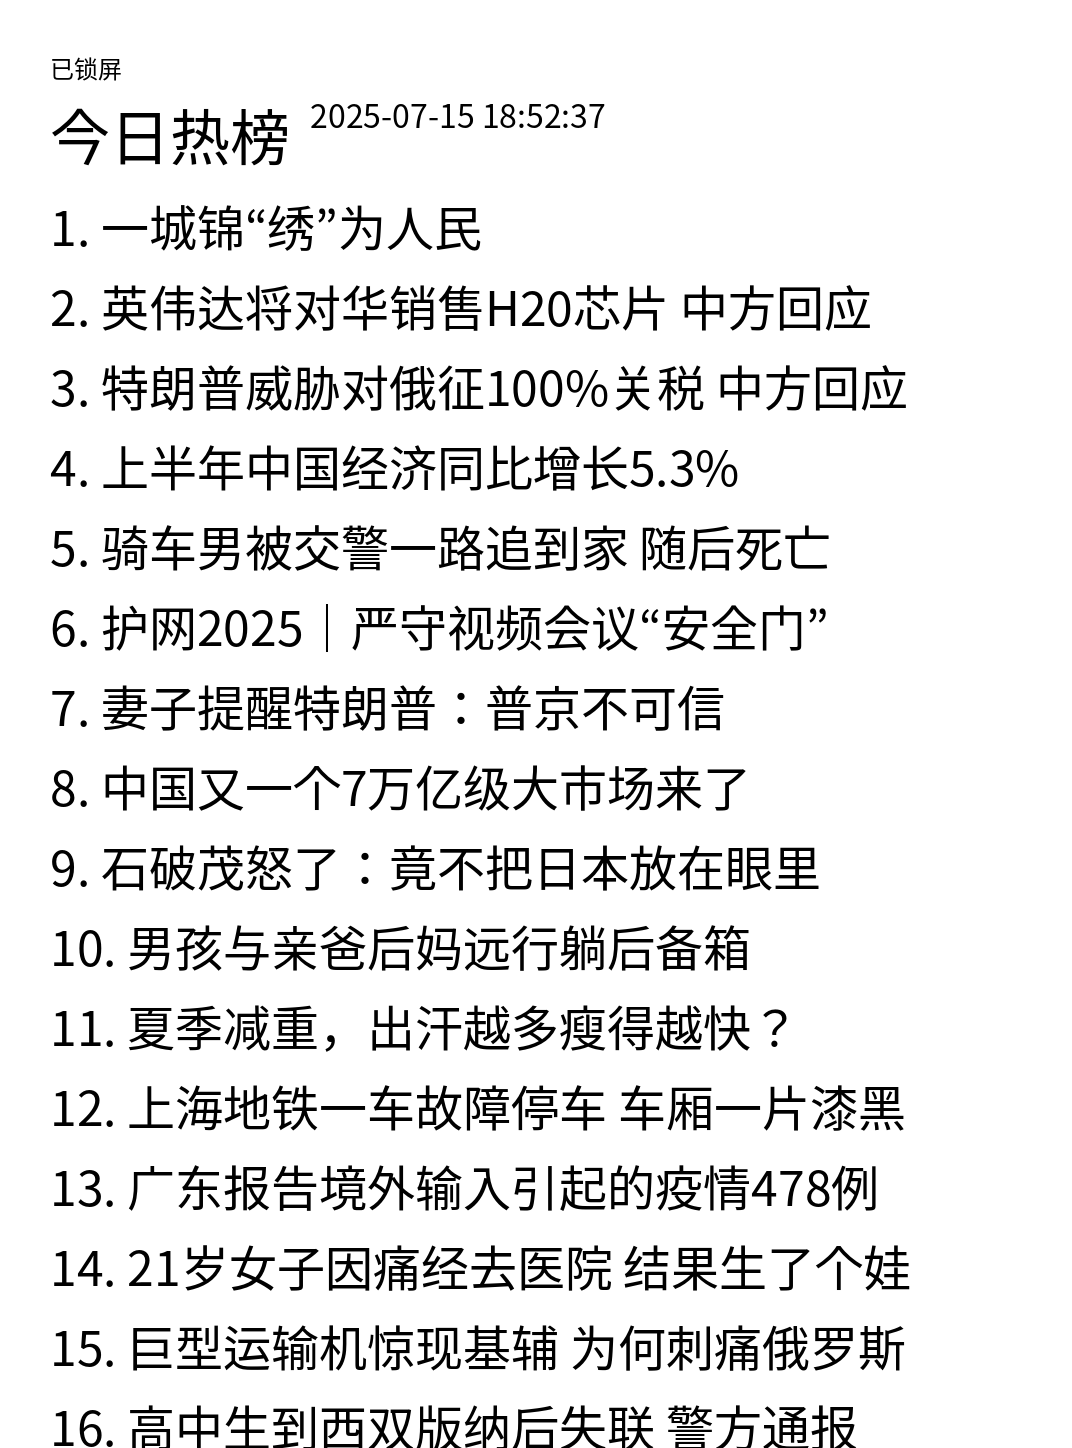 已锁屏
今日热榜 2025-07-15 18:52:37
1. 一城锦“绣”为人民
2. 英伟达将对华销售H20芯片 中方回应
3. 特朗普威胁对俄征100%关税 中方回应
4. 上半年中国经济同比增长5.3%
5. 骑车男被交警一路追到家 随后死亡
6. 护网2025｜严守视频会议“安全门”
7. 妻子提醒特朗普：普京不可信
8. 中国又一个7万亿级大市场来了
9. 石破茂怒了：竟不把日本放在眼里
10. 男孩与亲爸后妈远行躺后备箱
11. 夏季减重，出汗越多瘦得越快？
12. 上海地铁一车故障停车 车厢一片漆黑
13. 广东报告境外输入引起的疫情478例
14. 21岁女子因痛经去医院 结果生了个娃
15. 巨型运输机惊现基辅 为何刺痛俄罗斯
16. 高中生到西双版纳后失联 警方通报